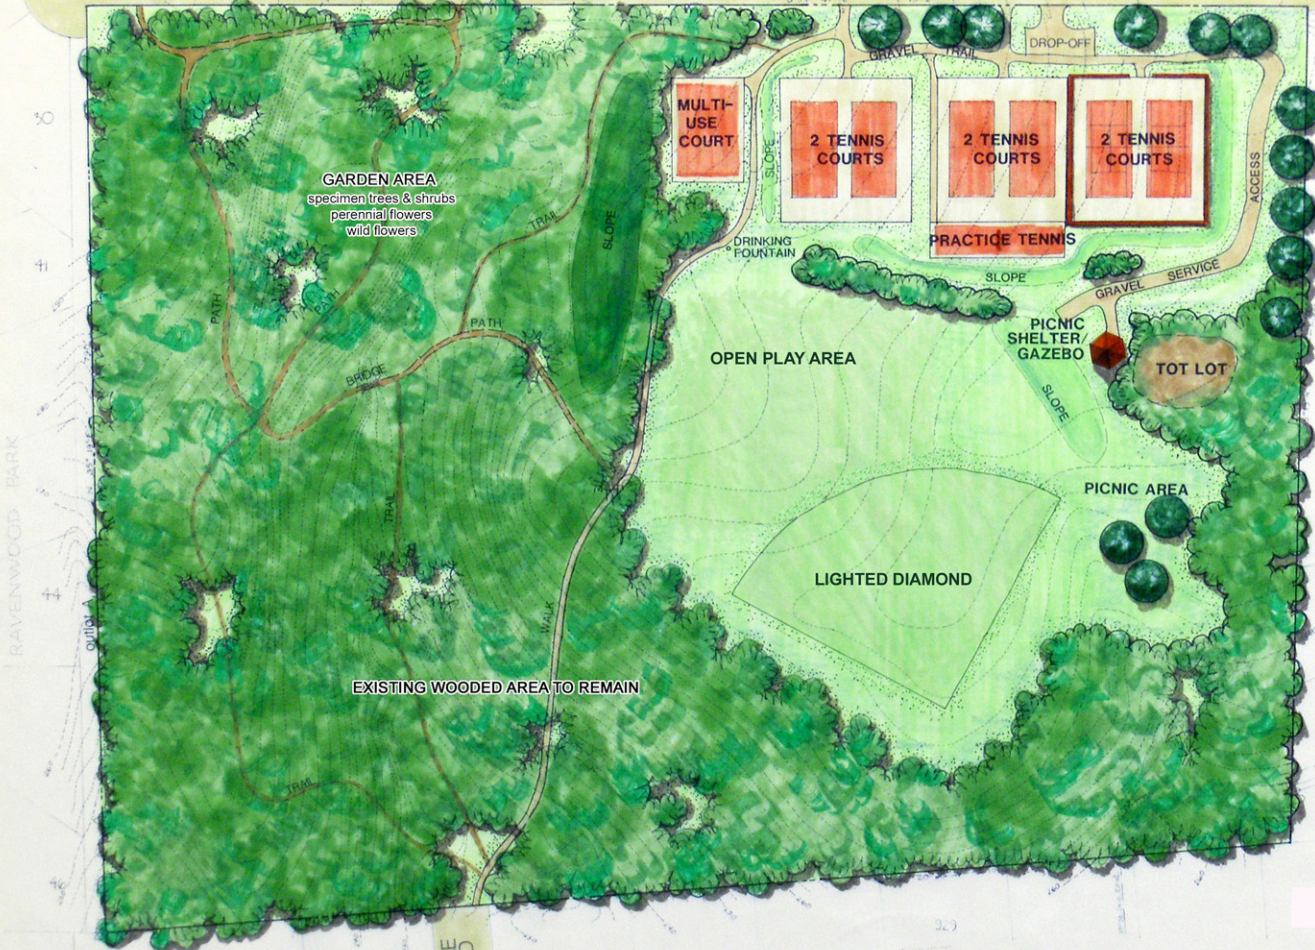 DROP-OFF
GRAVEL TRAIL
MULTI-
USE
COURT
2 TENNIS
COURTS
2 TENNIS
COURTS
2 TENNIS
COURTS
SLOPE
ACCESS
GARDEN AREA
specimen trees & shrubs
perennial flowers
wild flowers
TRAIL
SLOPE
DRINKING
FOUNTAIN
PRACTICE TENNIS
SLOPE
GRAVEL SERVICE
PATH
PATH
PATH
BRIDGE
PICNIC
SHELTER/
GAZEBO
TOT LOT
OPEN PLAY AREA
SLOPE
TRAIL
PICNIC AREA
LIGHTED DIAMOND
RAVENWOOD PARK
outlot A
WALK
EXISTING WOODED AREA TO REMAIN
TRAIL
929